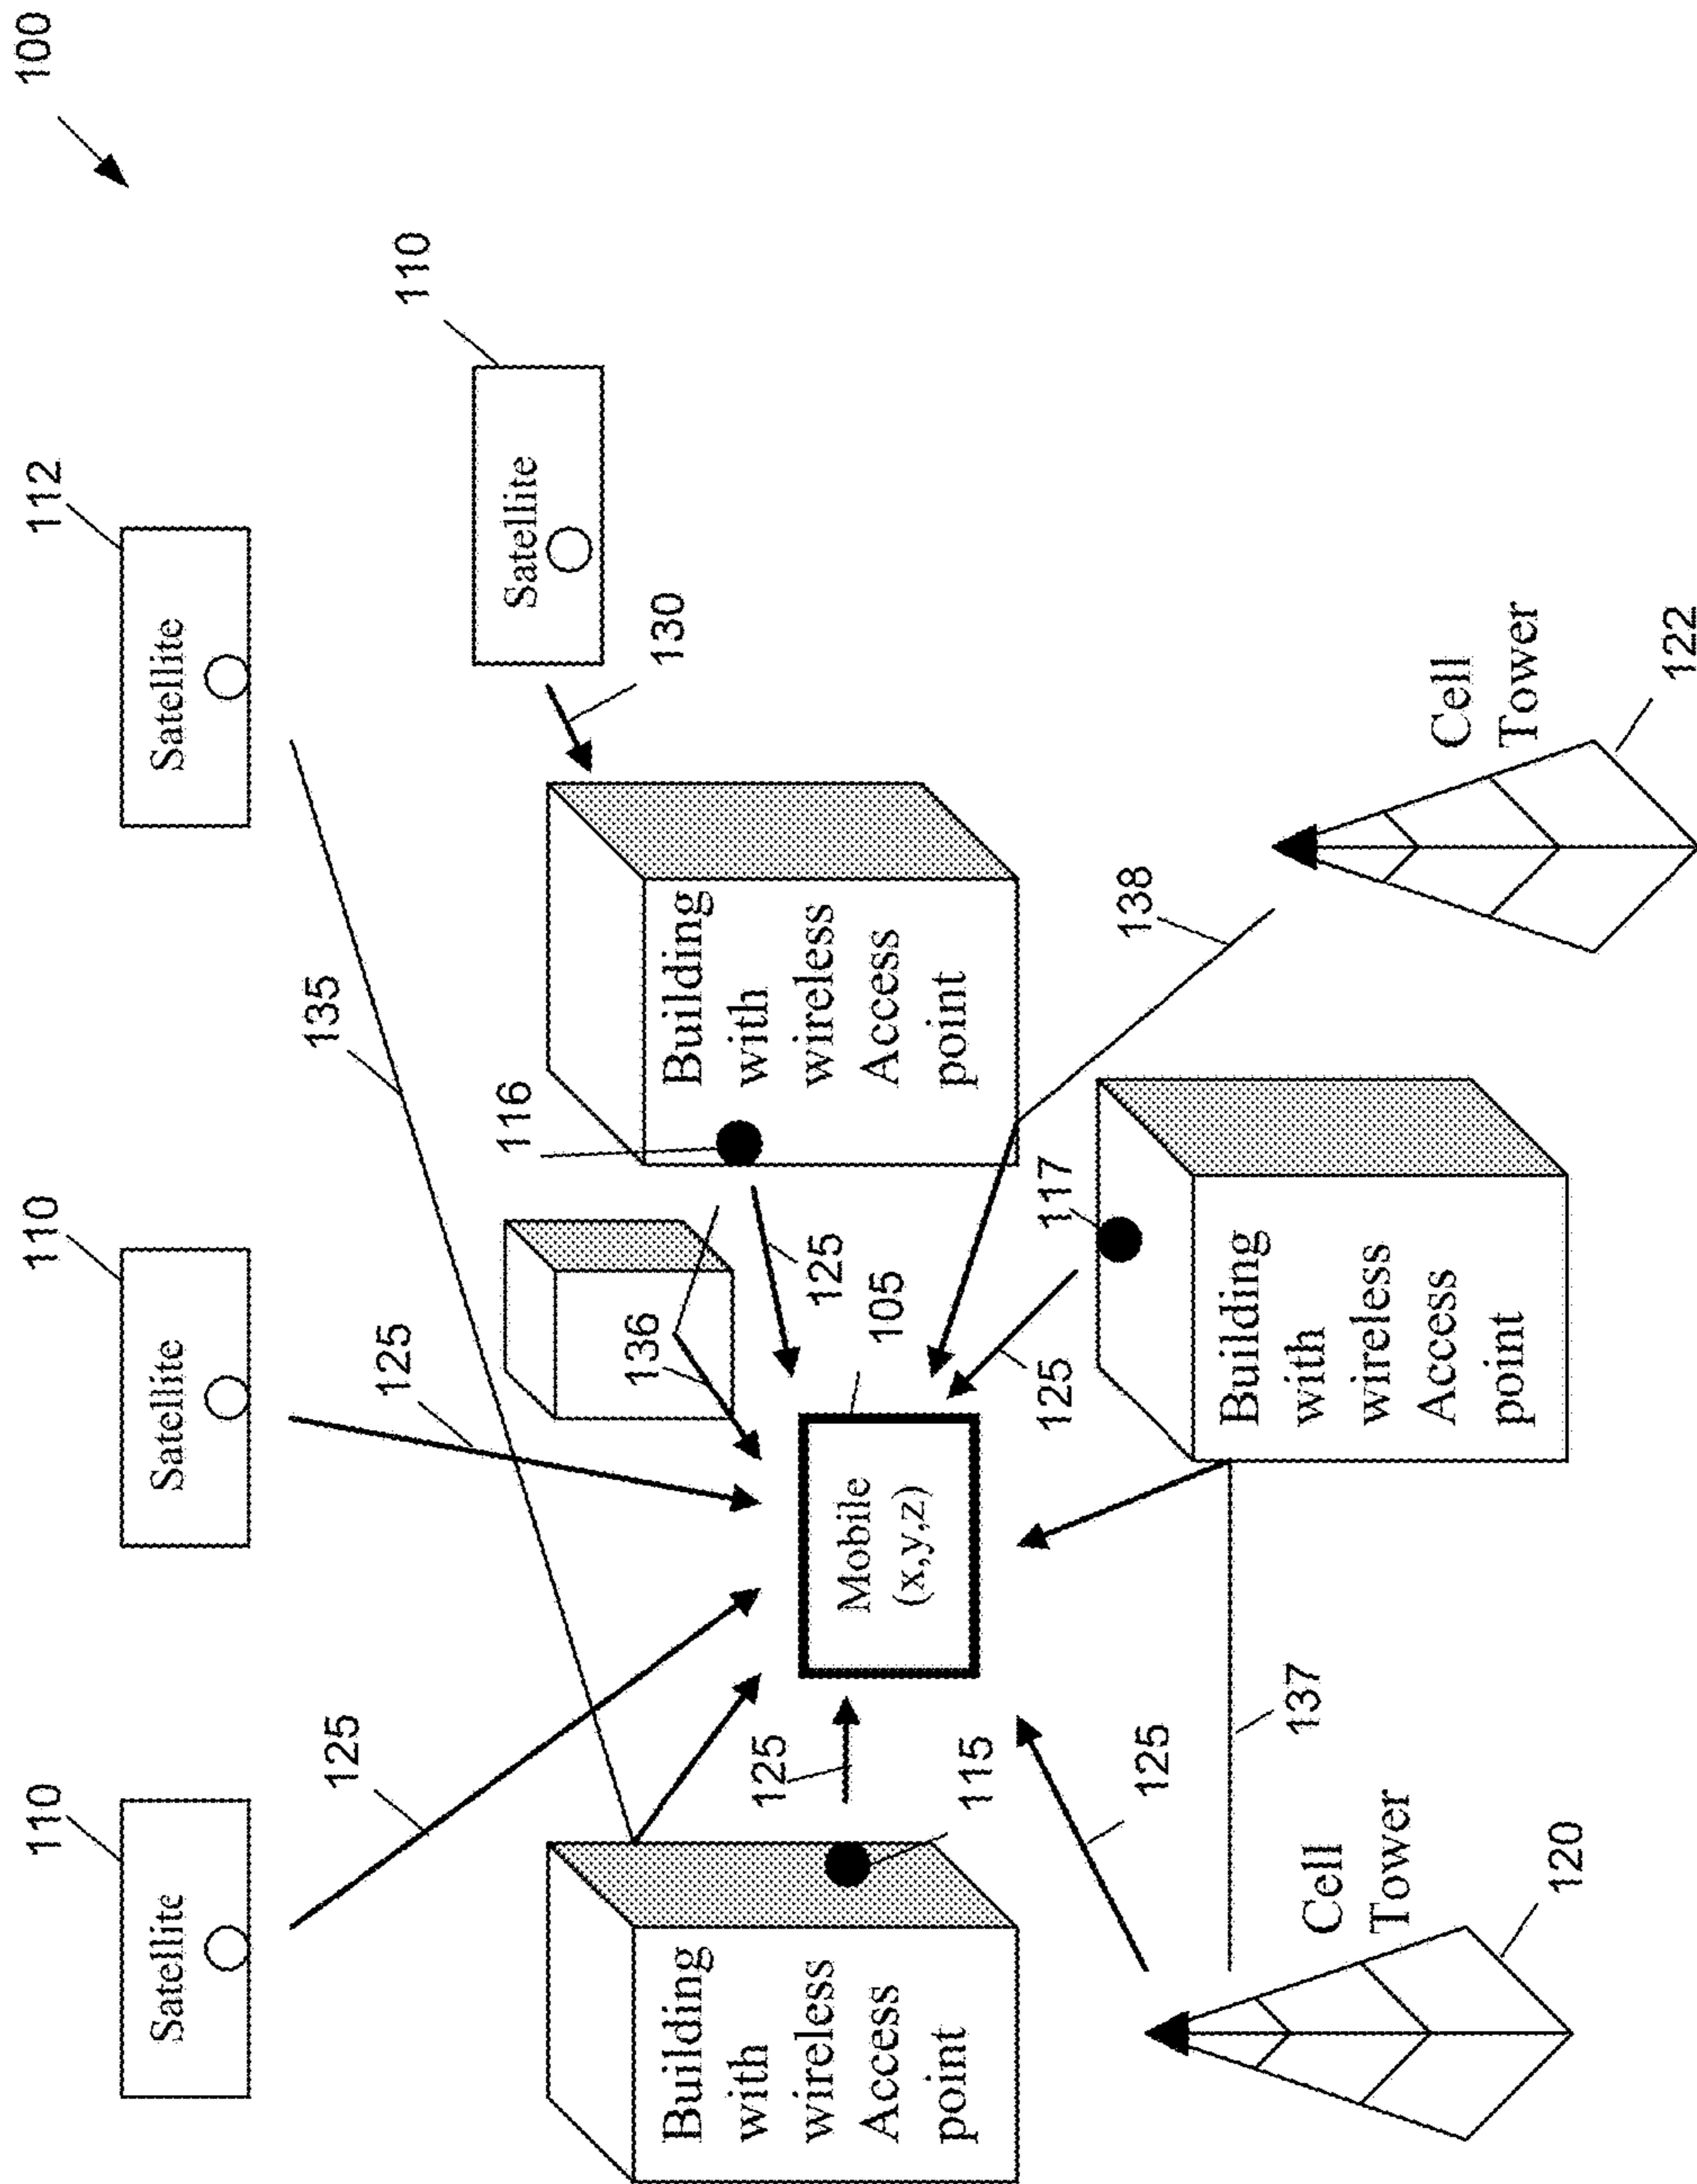 100
110
110
112
Satellite
Satellite
Satellite
110
Satellite
125
125
135
130
116
136
125
Building
with
wireless
Access
point
125
115
Mobile
(x,y,z)
105
125
Building
with
wireless
Access
point
138
117
125
125
137
Building
with
wireless
Access
point
Cell
Tower
120
Cell
Tower
122